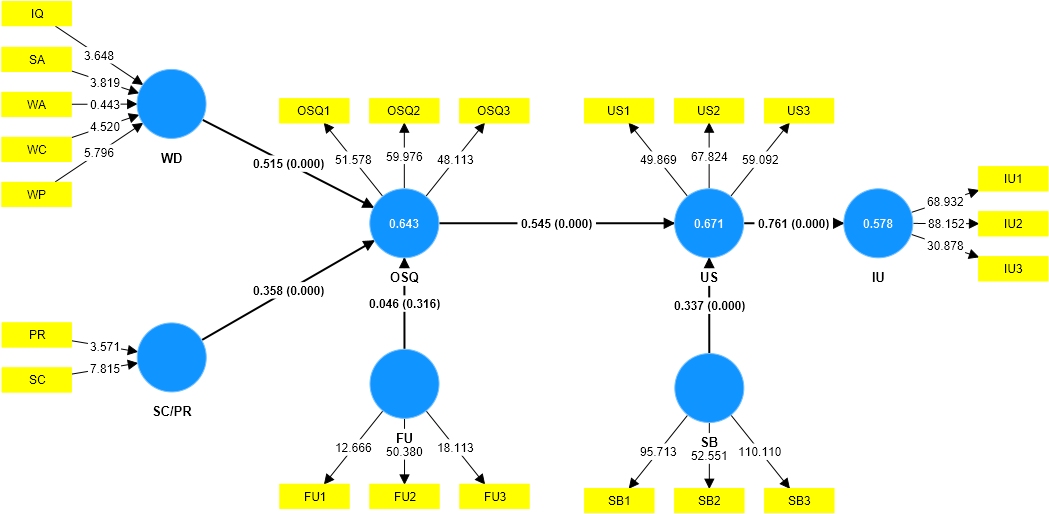 IQ
SA
WA
WC
WP
3.648
3.819
0.443
4.520
5.796
WD
0.515 (0.000)
OSQ1
OSQ2
OSQ3
51.578
59.976
48.113
0.643
OSQ
0.545 (0.000)
US1
US2
US3
49.869
67.824
59.092
0.671
US
0.761 (0.000)
0.578
IU
68.932
88.152
30.878
IU1
IU2
IU3
PR
SC
3.571
7.815
SC/PR
0.358 (0.000)
0.046 (0.316)
FU
12.666
50.380
18.113
FU1
FU2
FU3
0.337 (0.000)
SB
95.713
52.551
110.110
SB1
SB2
SB3